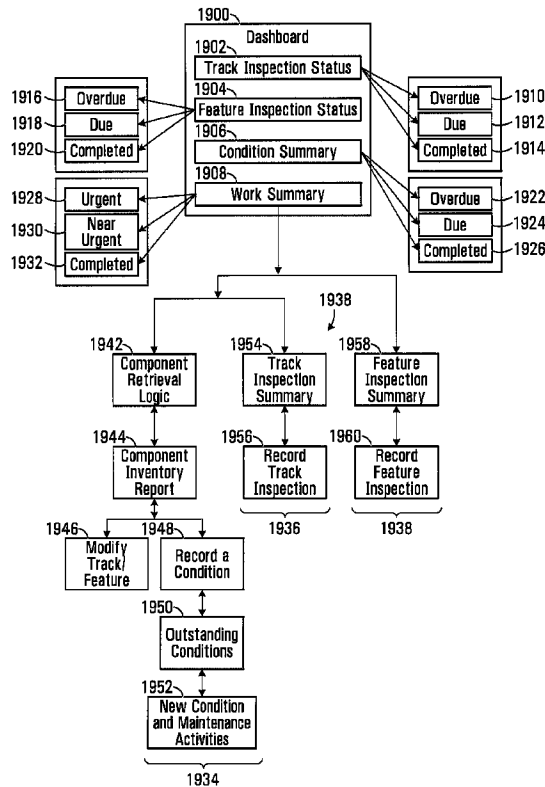 1900
Dashboard
1902
Track Inspection Status
1904
Feature Inspection Status
1906
Condition Summary
1908
Work Summary
1916
Overdue
1918
Due
1920
Completed
1910
Overdue
1912
Due
1914
Completed
1928
Urgent
1930
Near
Urgent
1932
Completed
1922
Overdue
1924
Due
1926
Completed
1938
1942
Component
Retrieval
Logic
1954
Track
Inspection
Summary
1958
Feature
Inspection
Summary
1944
Component
Inventory
Report
1956
Record
Track
Inspection
1960
Record
Feature
Inspection
1936
1938
1946
Modify
Track/
Feature
1948
Record a
Condition
1950
Outstanding
Conditions
1952
New Condition
and Maintenance
Activities
1934